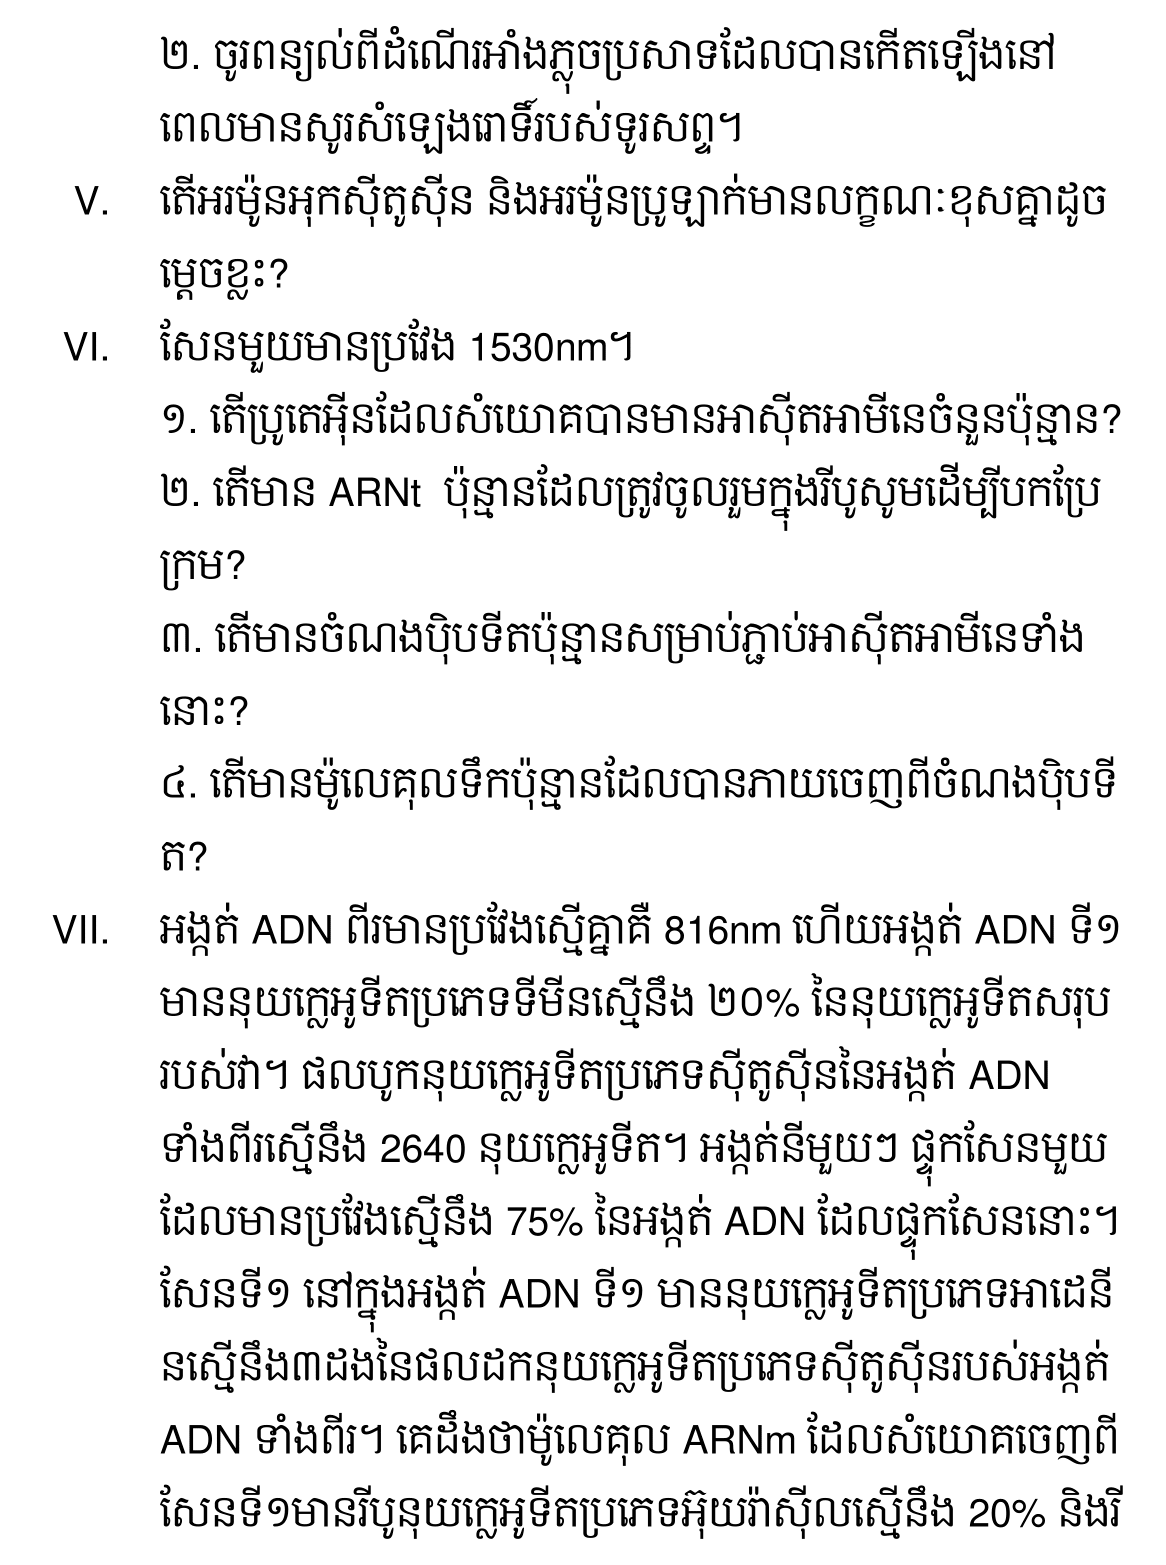 ២. ចូរពន្យល់ពីដំណើរអាំងភ្លុចប្រសាទដែលបានកើតឡើងនៅ
ពេលមានសូរសំឡេងរោទិ៍របស់ទូរសព្ទ។
V. តើអរម៉ូនអុកស៊ីតូស៊ីន និងអរម៉ូនប្រូឡាក់មានលក្ខណៈខុសគ្នាដូច
ម្តេចខ្លះ?
VI. សែនមួយមានប្រវែង 1530nm។
១. តើប្រូតេអ៊ីនដែលសំយោគបានមានអាស៊ីតអាមីនេចំនួនប៉ុន្មាន?
២. តើមាន ARNt ប៉ុន្មានដែលត្រូវចូលរួមក្នុងរីបូសូមដើម្បីបកប្រែ
ក្រម?
៣. តើមានចំណងប៉ិបទីតប៉ុន្មានសម្រាប់ភ្ជាប់អាស៊ីតអាមីនេទាំង
នោះ?
៤. តើមានម៉ូលេគុលទឹកប៉ុន្មានដែលបានភាយចេញពីចំណងប៉ិបទី
ត?
VII. អង្កត់ ADN ពីរមានប្រវែងស្មើគ្នាគឺ 816nm ហើយអង្កត់ ADN ទី១
មាននុយក្លេអូទីតប្រភេទទីមីនស្មើនឹង ២០% នៃនុយក្លេអូទីតសរុប
របស់វា។ ផលបូកនុយក្លេអូទីតប្រភេទស៊ីតូស៊ីននៃអង្កត់ ADN
ទាំងពីរស្មើនឹង 2640 នុយក្លេអូទីត។ អង្កត់នីមួយៗ ផ្ទុកសែនមួយ
ដែលមានប្រវែងស្មើនឹង 75% នៃអង្កត់ ADN ដែលផ្ទុកសែននោះ។
សែនទី១ នៅក្នុងអង្កត់ ADN ទី១ មាននុយក្លេអូទីតប្រភេទអាដេនី
នស្មើនឹង៣ដងនៃផលដកនុយក្លេអូទីតប្រភេទស៊ីតូស៊ីនរបស់អង្កត់
ADN ទាំងពីរ។ គេដឹងថាម៉ូលេគុល ARNm ដែលសំយោគចេញពី
សែនទី១មានរីបូនុយក្លេអូទីតប្រភេទអ៊ុយរ៉ាស៊ីលស្មើនឹង 20% និងរី